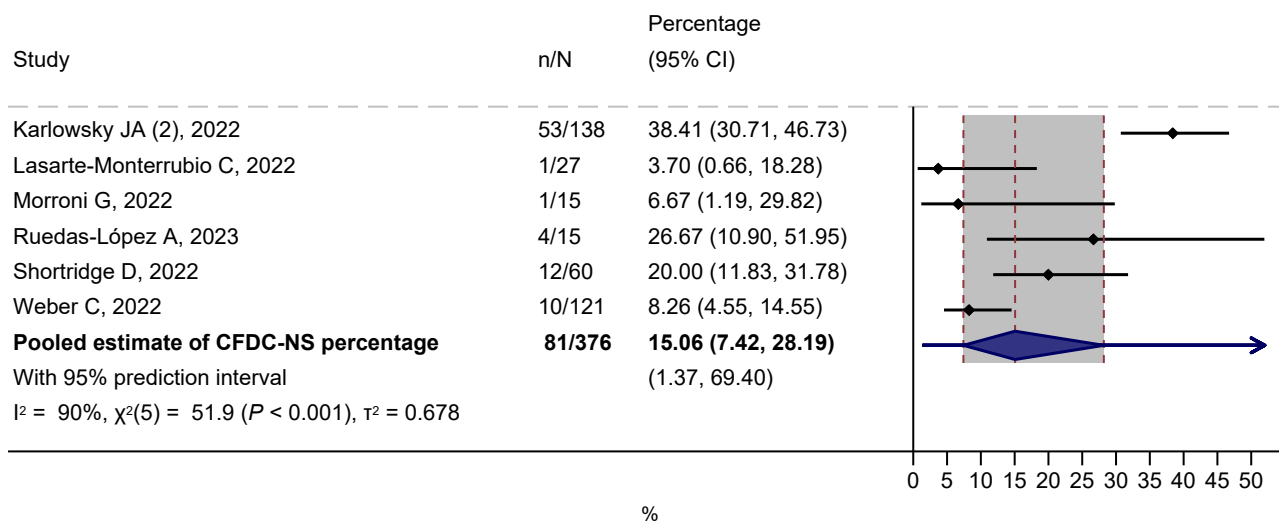 Percentage
Study n/N (95% CI)
Karlowsky JA (2), 2022 53/138 38.41 (30.71, 46.73)
Lasarte-Monterrubio C, 2022 1/27 3.70 (0.66, 18.28)
Morroni G, 2022 1/15 6.67 (1.19, 29.82)
Ruedas-López A, 2023 4/15 26.67 (10.90, 51.95)
Shortridge D, 2022 12/60 20.00 (11.83, 31.78)
Weber C, 2022 10/121 8.26 (4.55, 14.55)
Pooled estimate of CFDC-NS percentage 81/376 15.06 (7.42, 28.19)
With 95% prediction interval (1.37, 69.40)
I² = 90%, χ²(5) = 51.9 (P < 0.001), τ² = 0.678
0 5 10 15 20 25 30 35 40 45 50
%